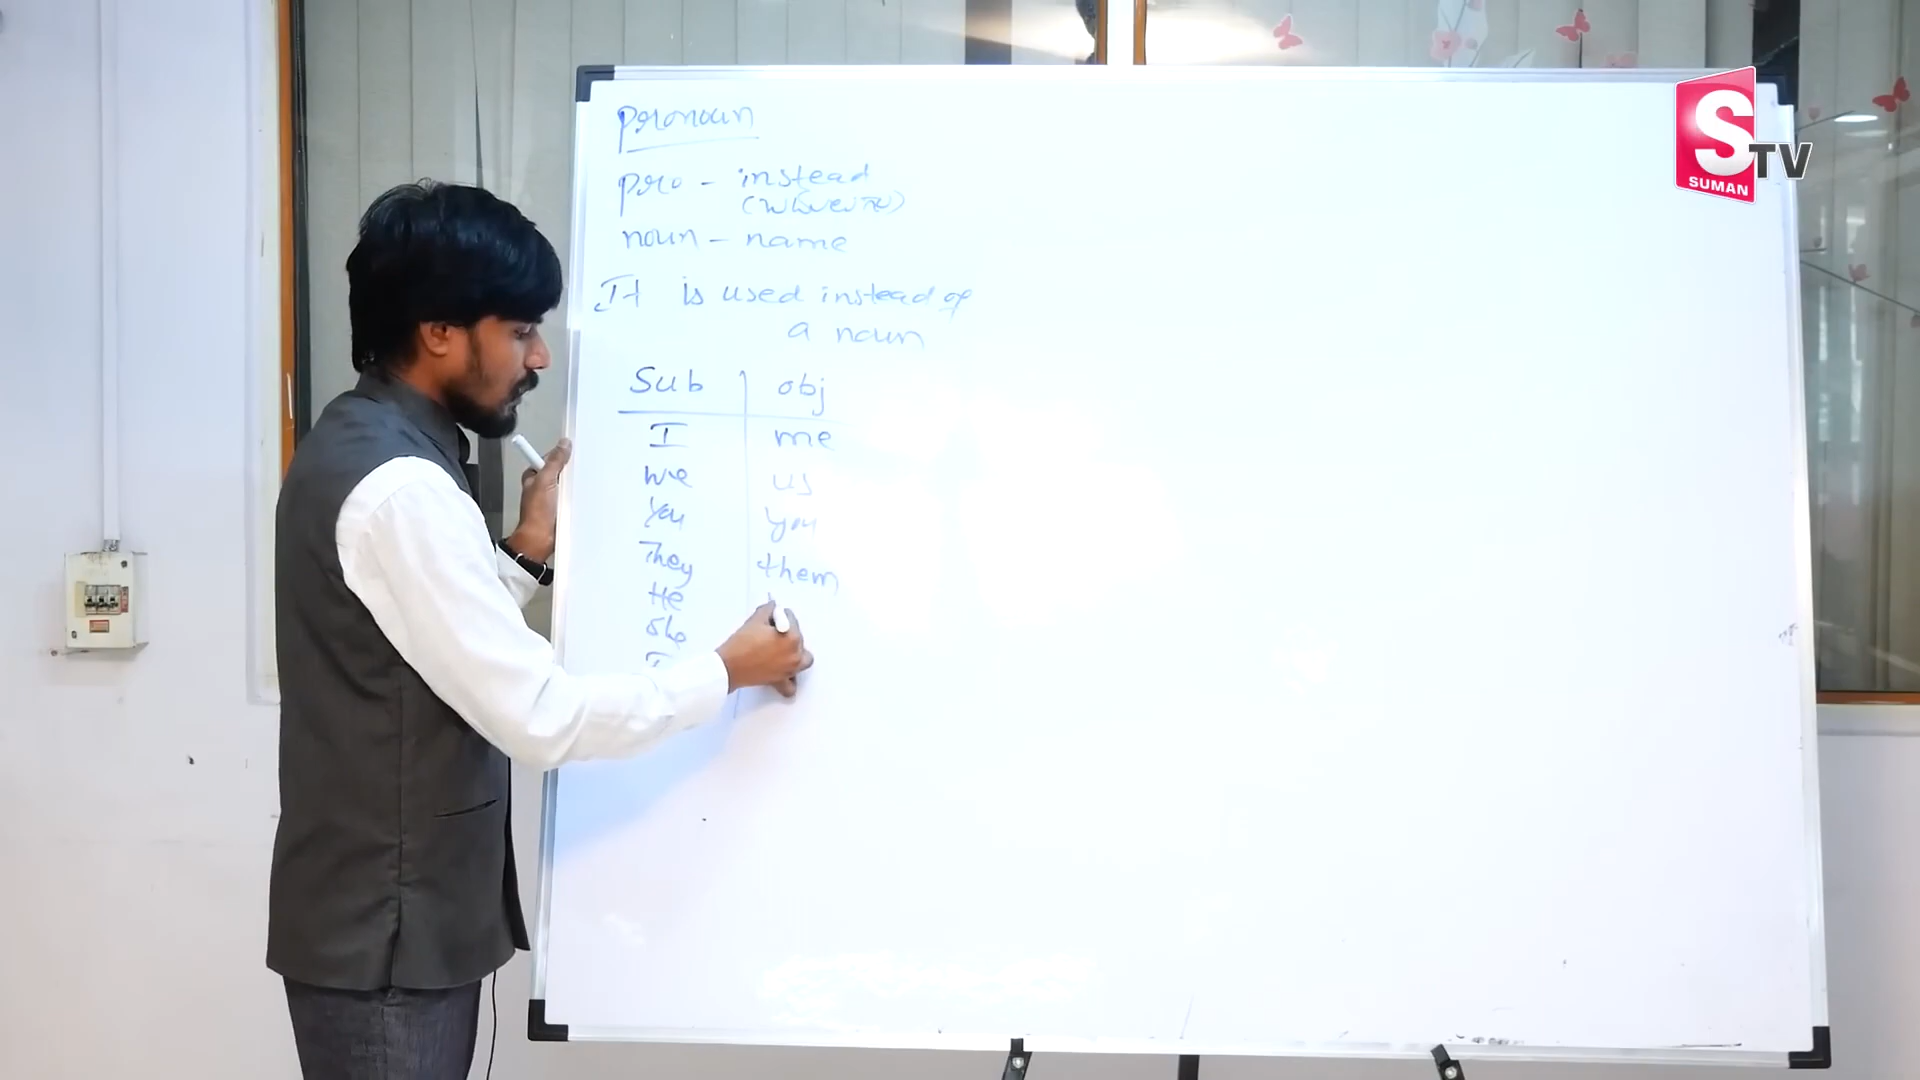 pronoun
pro - instead
(బదులుగా)
noun - name
It is used instead of
a noun
Sub obj
I me
we us
You you
They them
He
She
S
TV
SUMAN